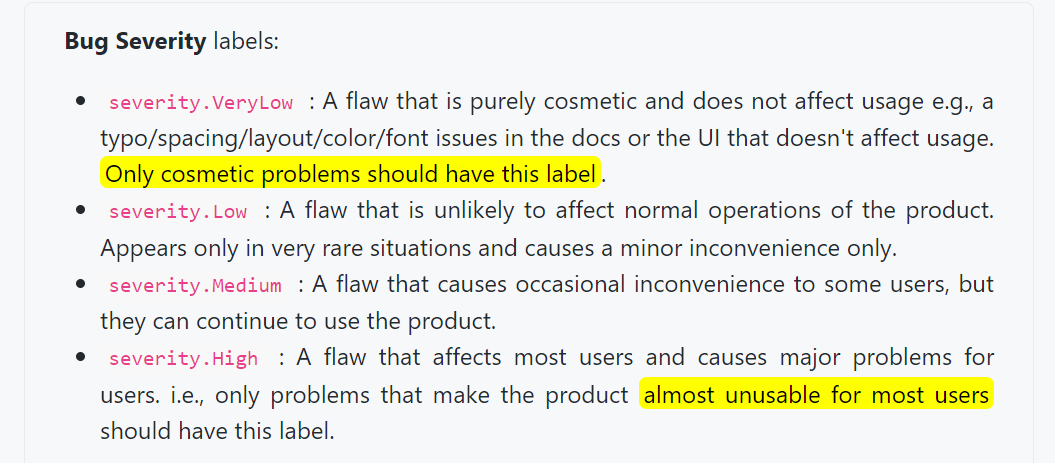 Bug Severity labels:
• severity.VeryLow : A flaw that is purely cosmetic and does not affect usage e.g., a
typo/spacing/layout/color/font issues in the docs or the UI that doesn't affect usage.
Only cosmetic problems should have this label.
• severity.Low : A flaw that is unlikely to affect normal operations of the product.
Appears only in very rare situations and causes a minor inconvenience only.
• severity.Medium : A flaw that causes occasional inconvenience to some users, but
they can continue to use the product.
• severity.High : A flaw that affects most users and causes major problems for
users. i.e., only problems that make the product almost unusable for most users
should have this label.